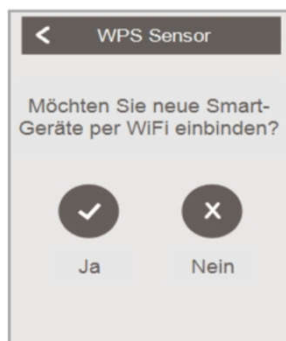 WPS Sensor
Möchten Sie neue Smart-
Geräte per WiFi einbinden?
Ja
Nein